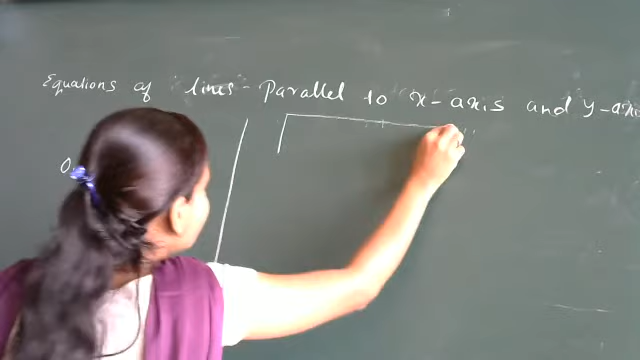 Equations of lines - Parallel to x-axis and y-axis